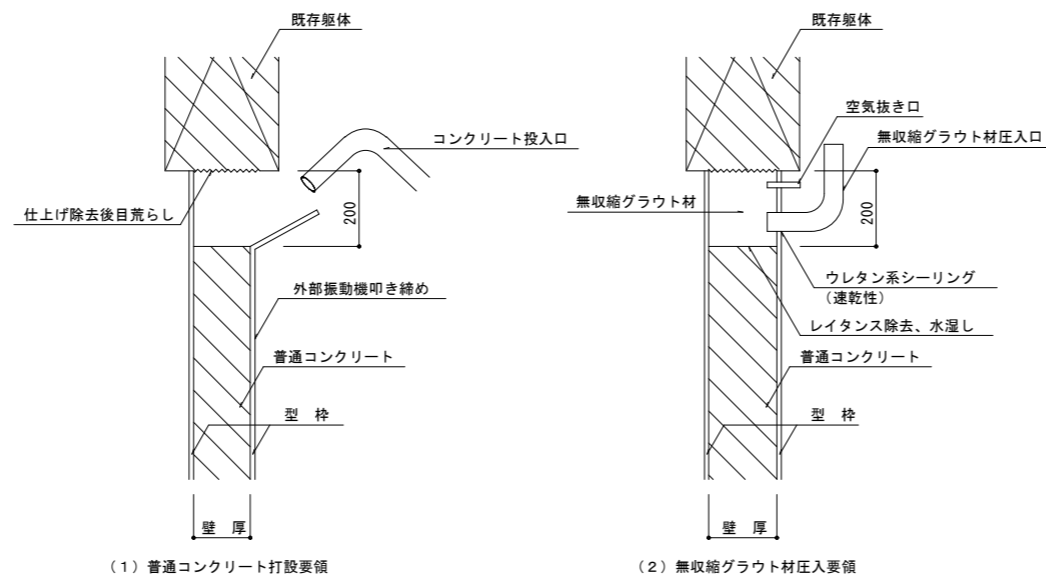 既存躯体
コンクリート投入口
仕上げ除去後目荒らし
200
外部振動機叩き締め
普通コンクリート
型 枠
壁 厚
(1)普通コンクリート打設要領
既存躯体
空気抜き口
無収縮グラウト材圧入口
無収縮グラウト材
200
ウレタン系シーリング
(速乾性)
レイタンス除去、水湿し
普通コンクリート
型 枠
壁 厚
(2)無収縮グラウト材圧入要領